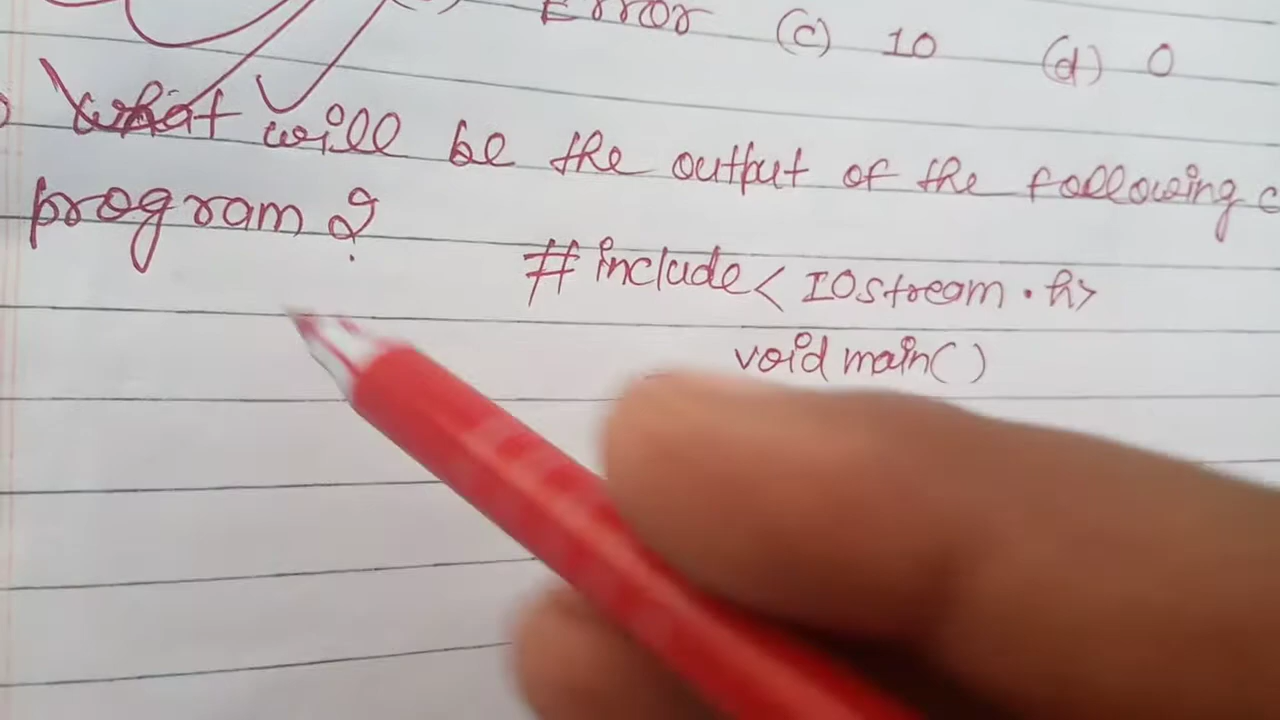 Error (c) 10 (d) 0
What will be the output of the following c
program ?
#include < IOstream.h>
void main()